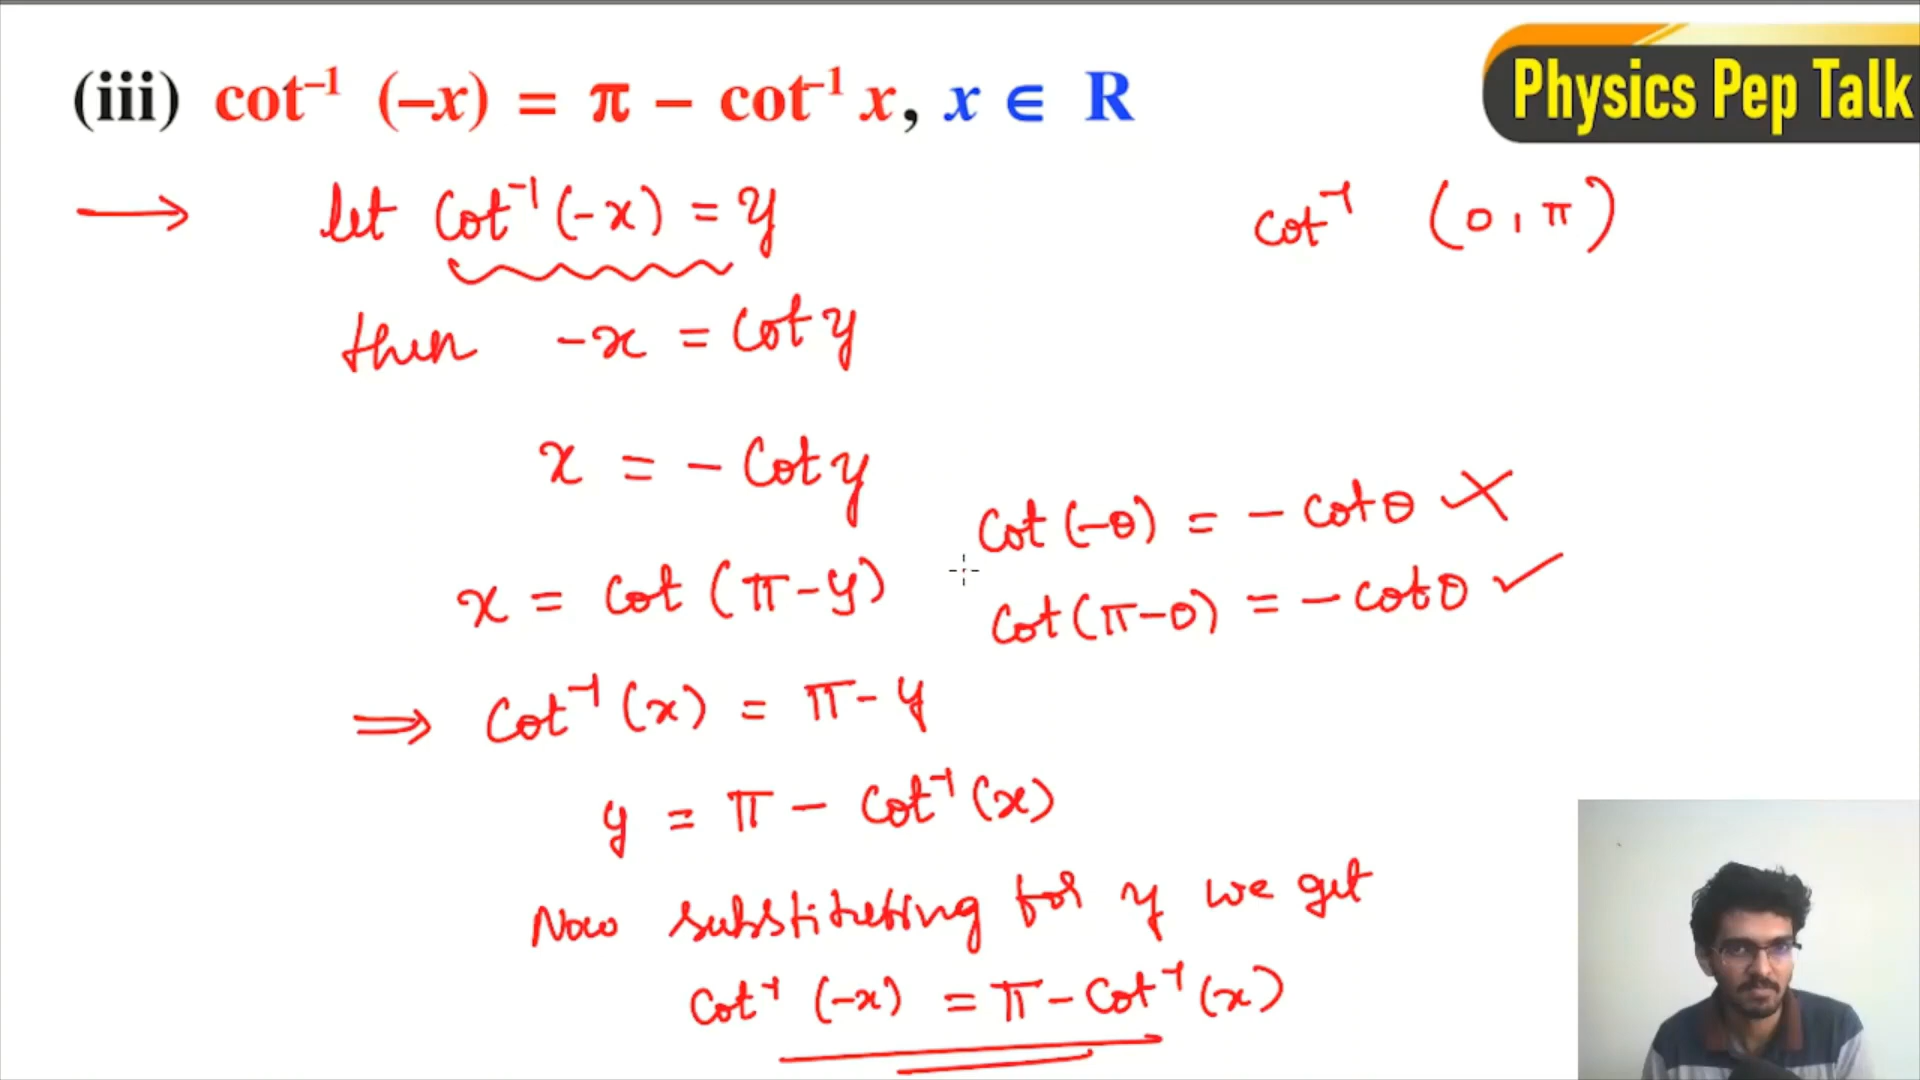 (iii) cot⁻¹ (–x) = π – cot⁻¹ x, x ∈ R
Physics Pep Talk
let Cot⁻¹(-x) = y
cot⁻¹ (0, π)
then -x = Cot y
x = - Cot y
Cot(-θ) = - cotθ ✗
x = Cot (π-y)
Cot(π-θ) = - cotθ ✓
⇒ Cot⁻¹(x) = π- y
y = π - Cot⁻¹(x)
Now substituting for y we get
Cot⁻¹ (-x) = π - Cot⁻¹(x)